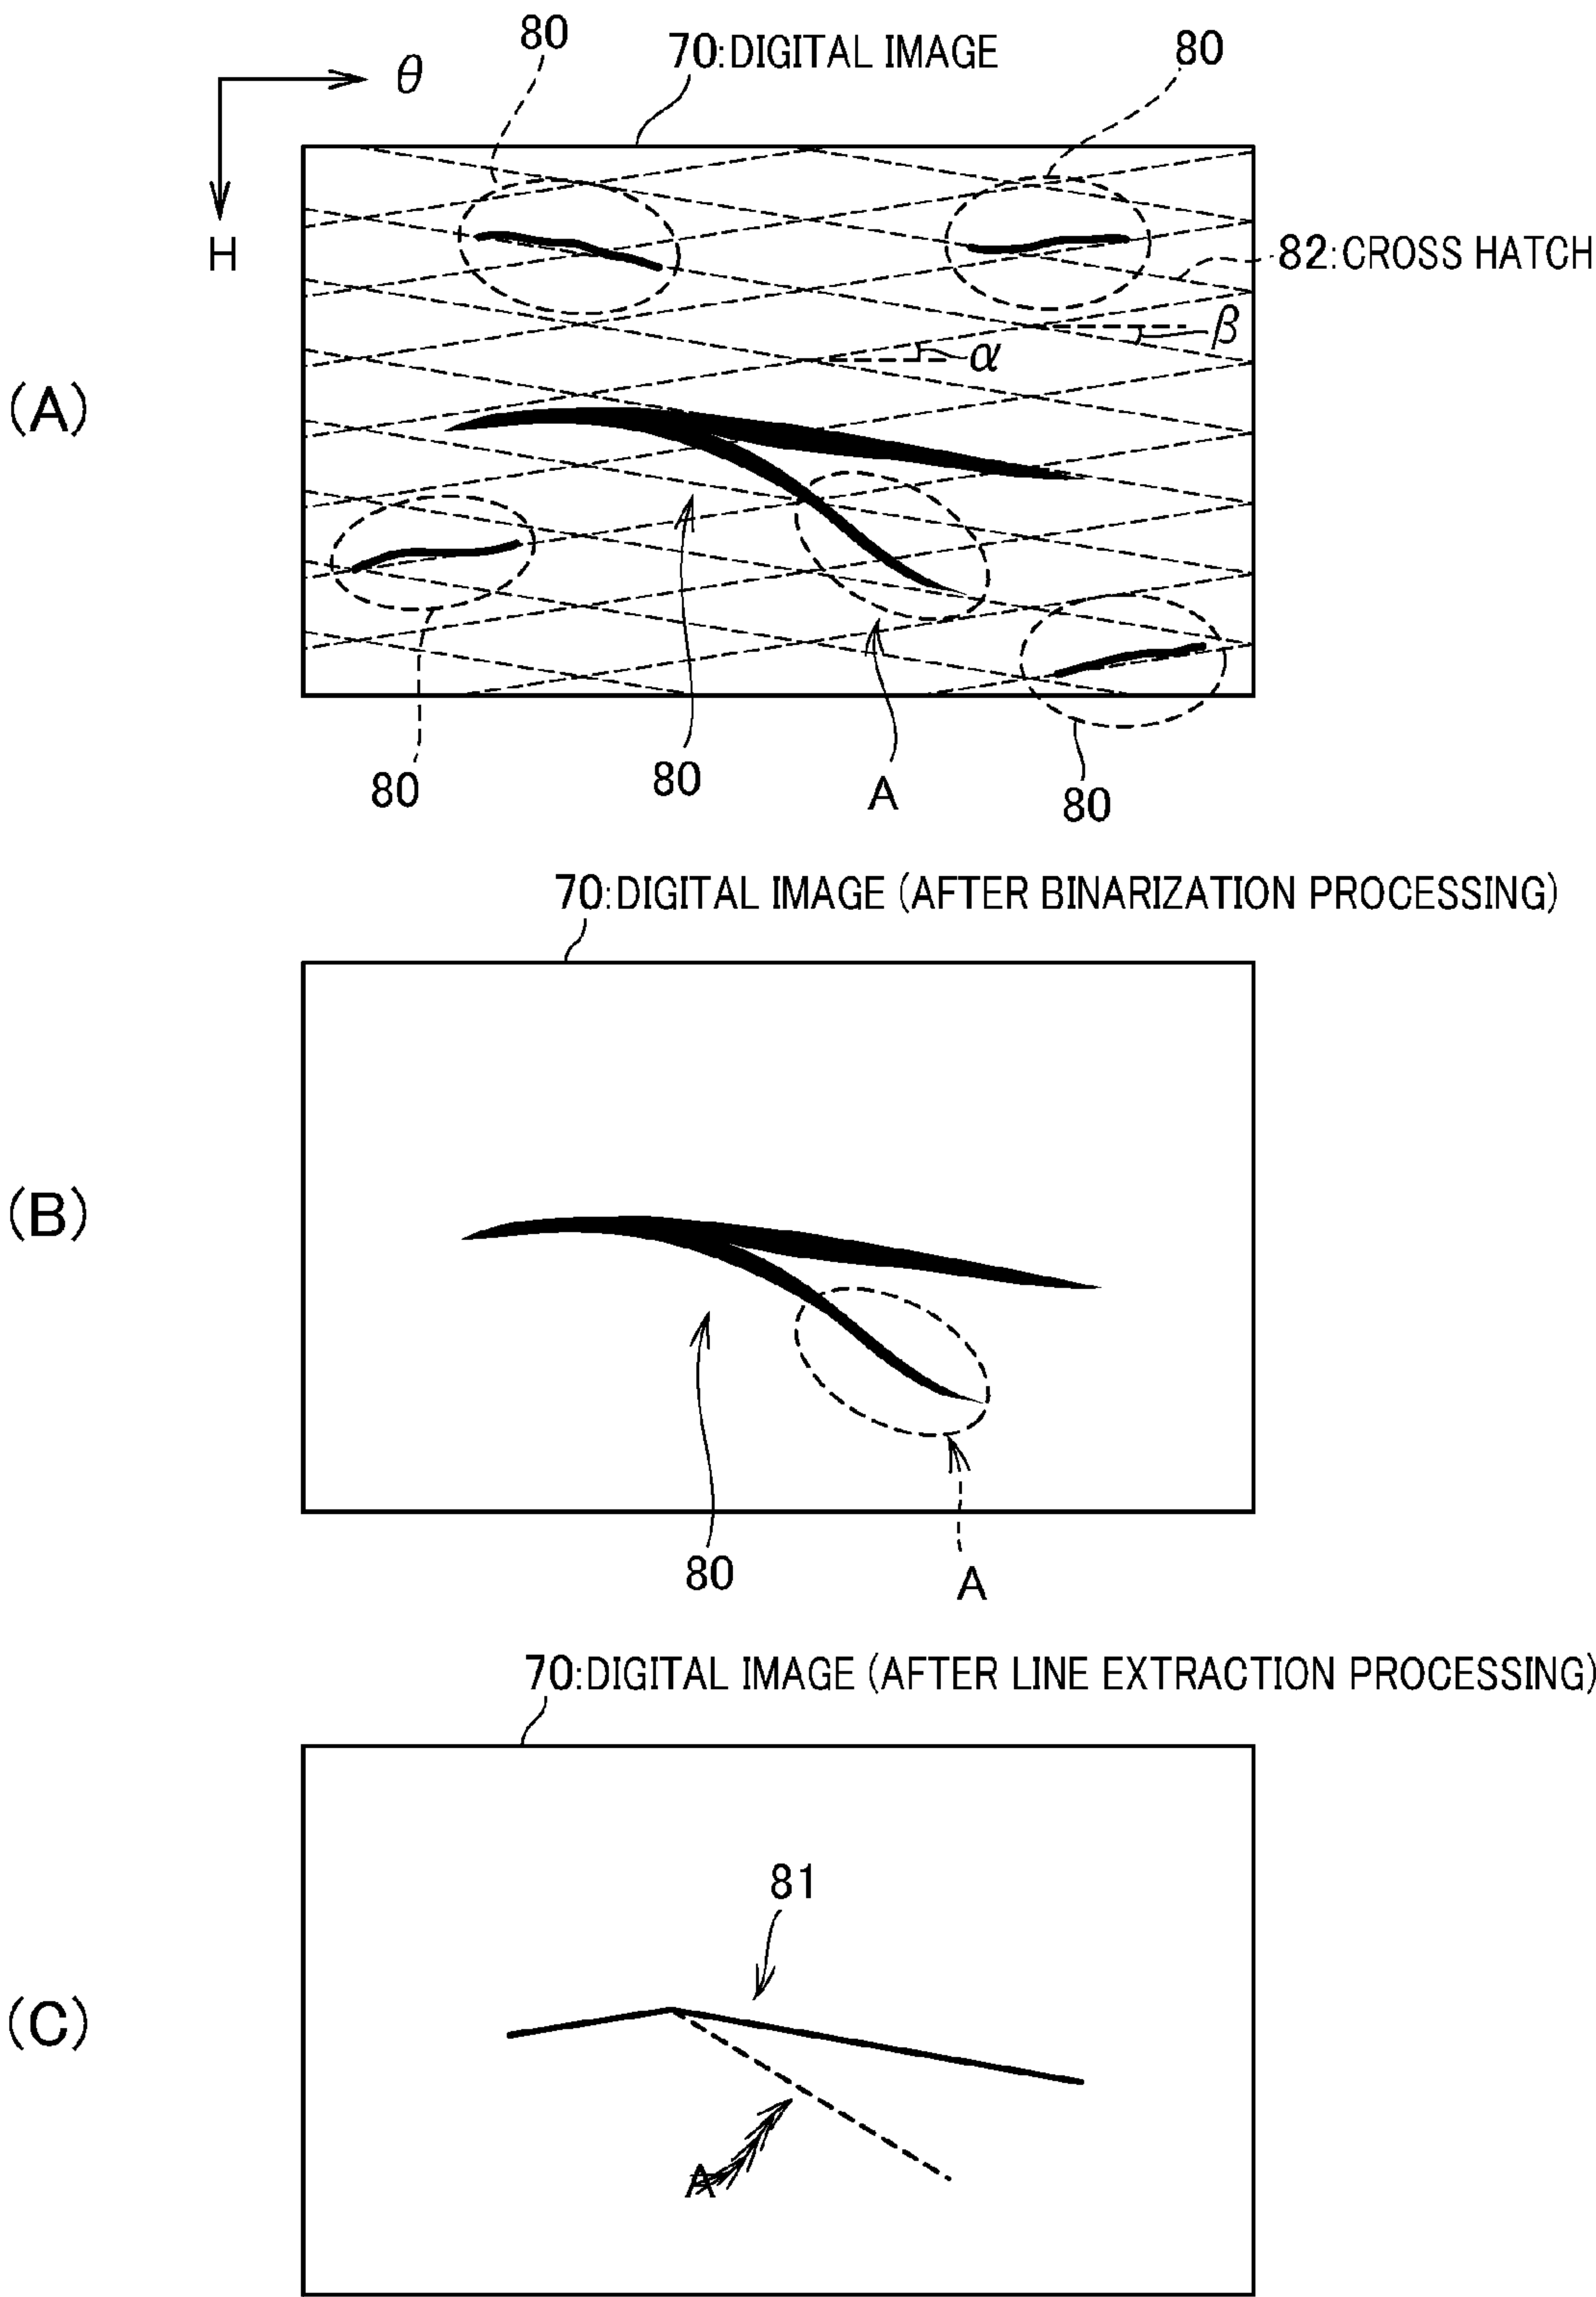 80
70:DIGITAL IMAGE
80
θ
H
82:CROSS HATCH
β
α
(A)
80
80
A
80
70:DIGITAL IMAGE (AFTER BINARIZATION PROCESSING)
(B)
80
A
70:DIGITAL IMAGE (AFTER LINE EXTRACTION PROCESSING)
81
(C)
A